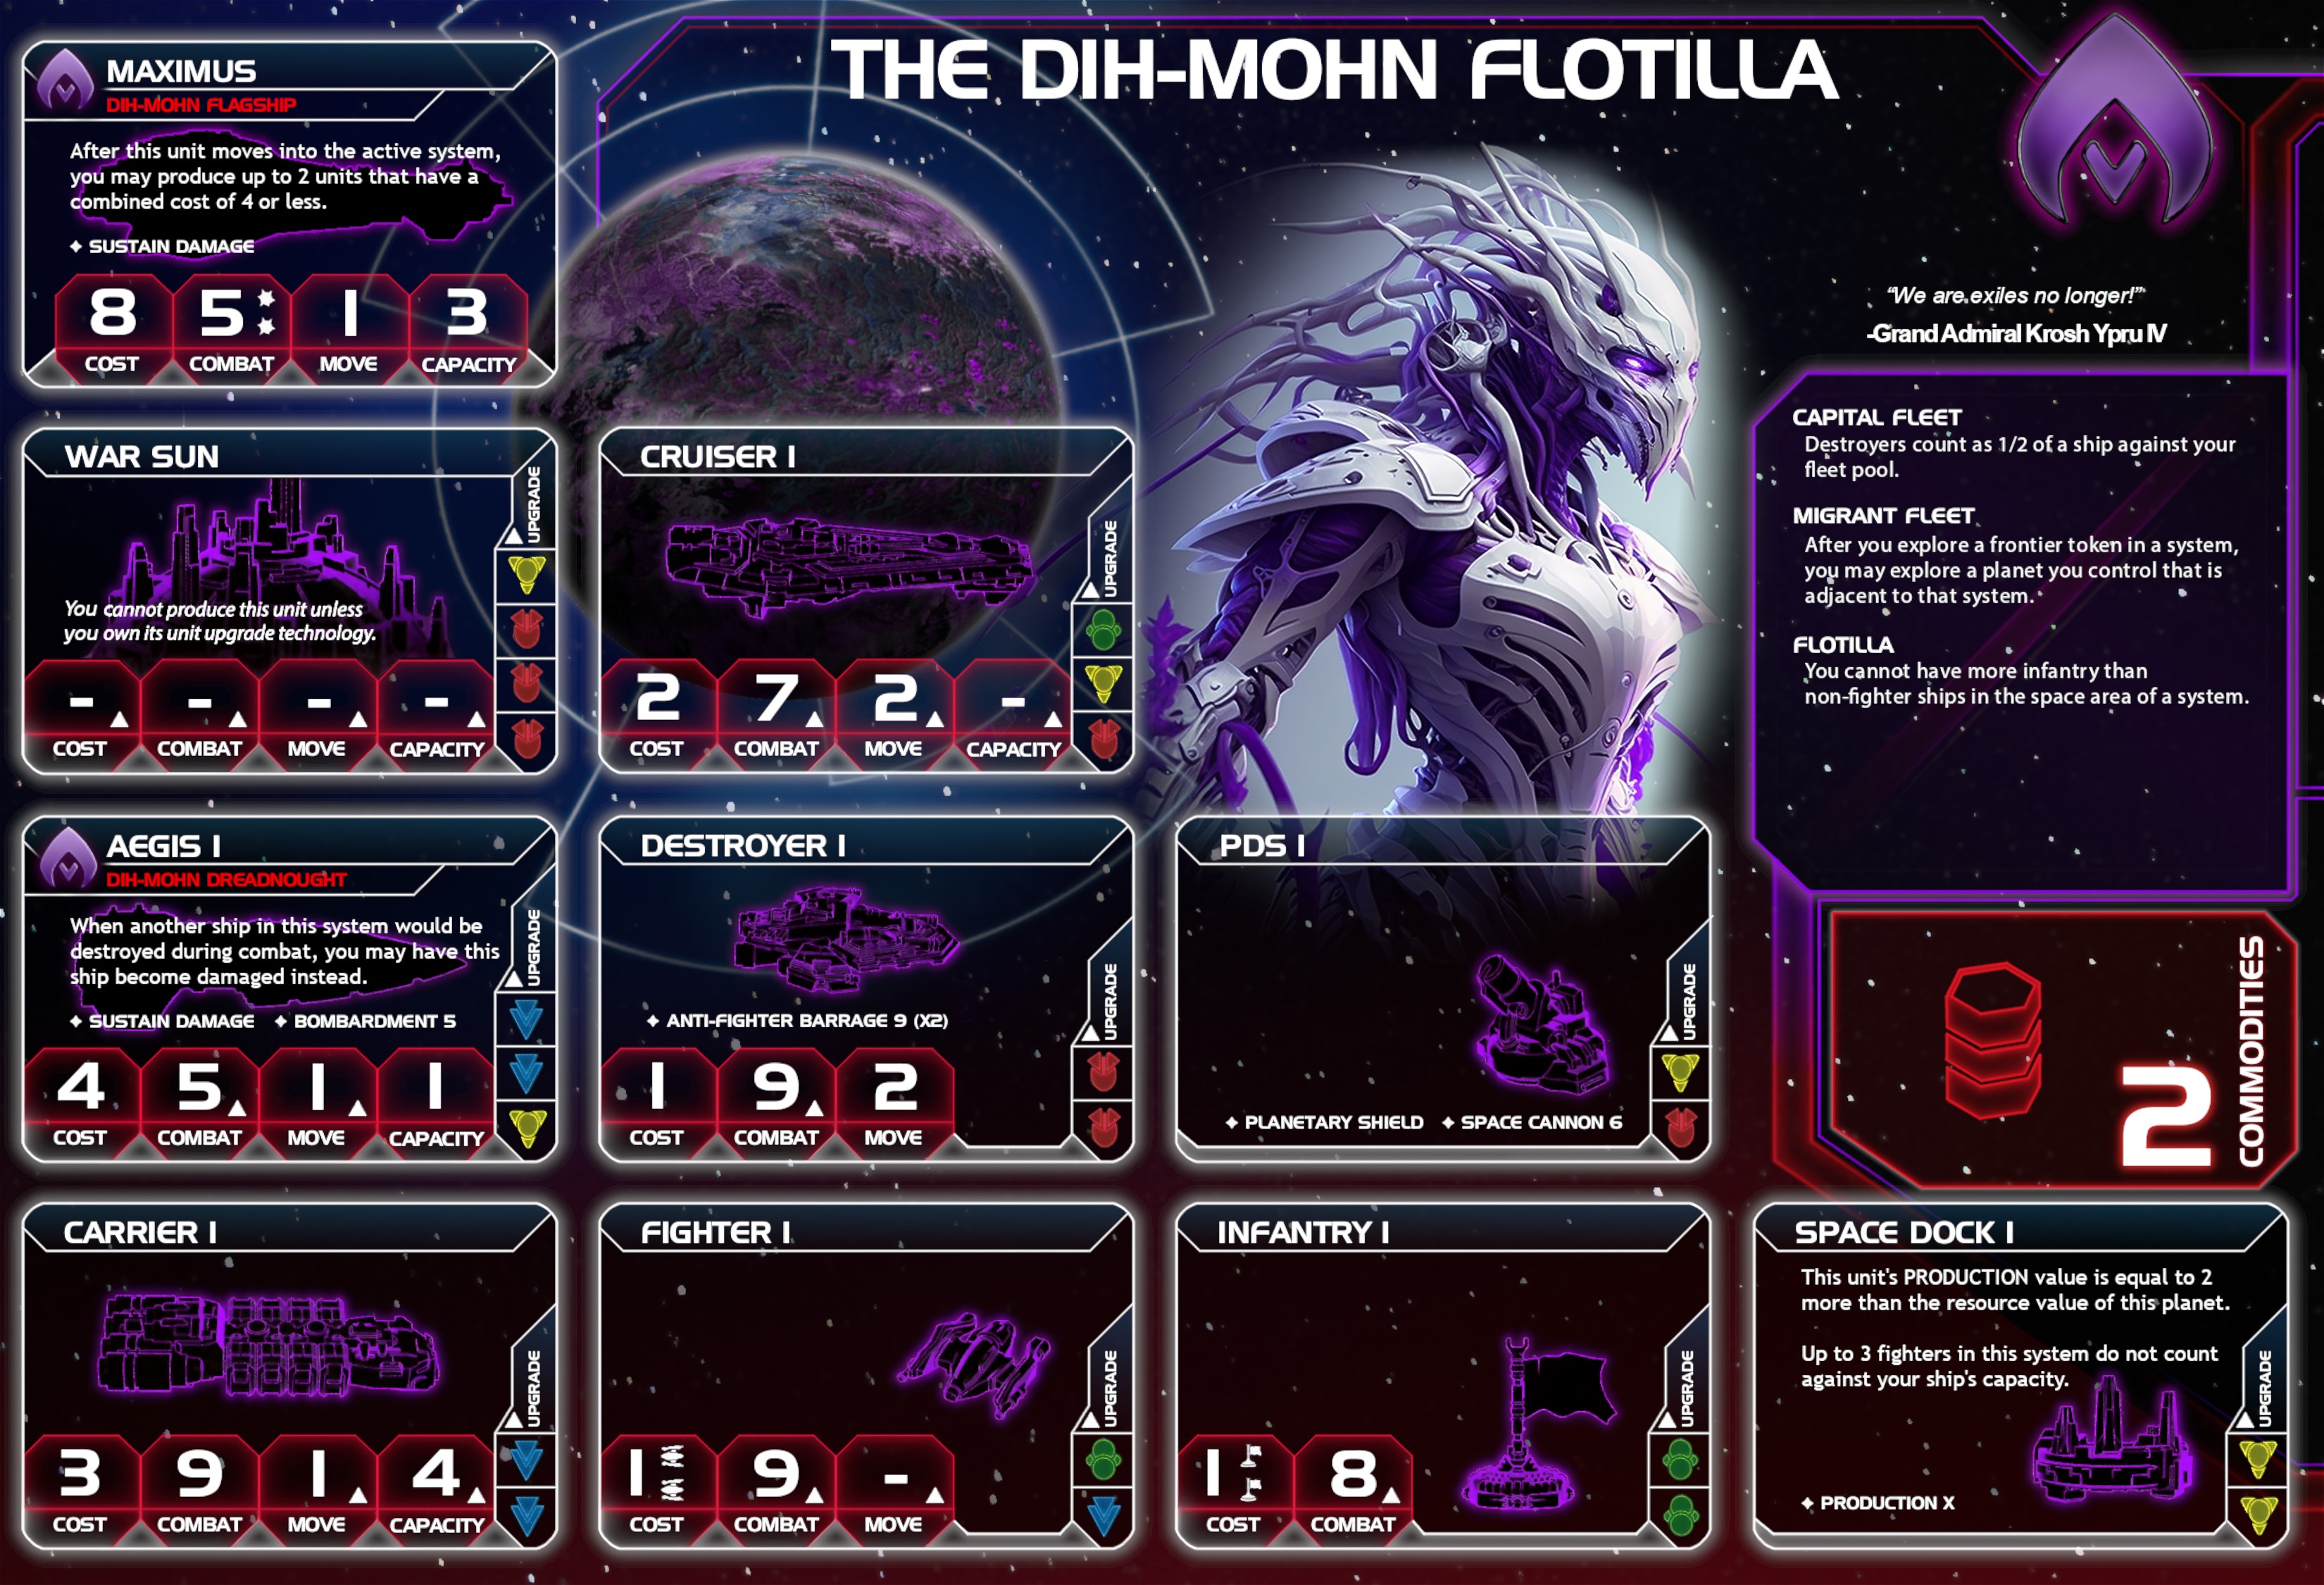 THE DIH-MOHN FLOTILLA
MAXIMUS
DIH-MOHN FLAGSHIP
After this unit moves into the active system,
you may produce up to 2 units that have a
combined cost of 4 or less.
SUSTAIN DAMAGE
8 5 1 3
COST COMBAT MOVE CAPACITY
“We are exiles no longer!”
-Grand Admiral Krosh Ypru IV
CAPITAL FLEET
Destroyers count as 1/2 of a ship against your
fleet pool.
MIGRANT FLEET
After you explore a frontier token in a system,
you may explore a planet you control that is
adjacent to that system.
FLOTILLA
You cannot have more infantry than
non-fighter ships in the space area of a system.
WAR SUN
UPGRADE
You cannot produce this unit unless
you own its unit upgrade technology.
- - - -
COST COMBAT MOVE CAPACITY
CRUISER I
UPGRADE
2 7 2 -
COST COMBAT MOVE CAPACITY
AEGIS I
DIH-MOHN DREADNOUGHT
When another ship in this system would be
destroyed during combat, you may have this
ship become damaged instead.
UPGRADE
SUSTAIN DAMAGE BOMBARDMENT 5
4 5 1 1
COST COMBAT MOVE CAPACITY
DESTROYER I
UPGRADE
ANTI-FIGHTER BARRAGE 9 (X2)
1 9 2
COST COMBAT MOVE
PDS I
UPGRADE
PLANETARY SHIELD SPACE CANNON 6
2
COMMODITIES
CARRIER I
UPGRADE
3 9 1 4
COST COMBAT MOVE CAPACITY
FIGHTER I
UPGRADE
1 9 -
COST COMBAT MOVE
INFANTRY I
UPGRADE
1 8
COST COMBAT
SPACE DOCK I
This unit's PRODUCTION value is equal to 2
more than the resource value of this planet.
Up to 3 fighters in this system do not count
against your ship's capacity.
UPGRADE
PRODUCTION X